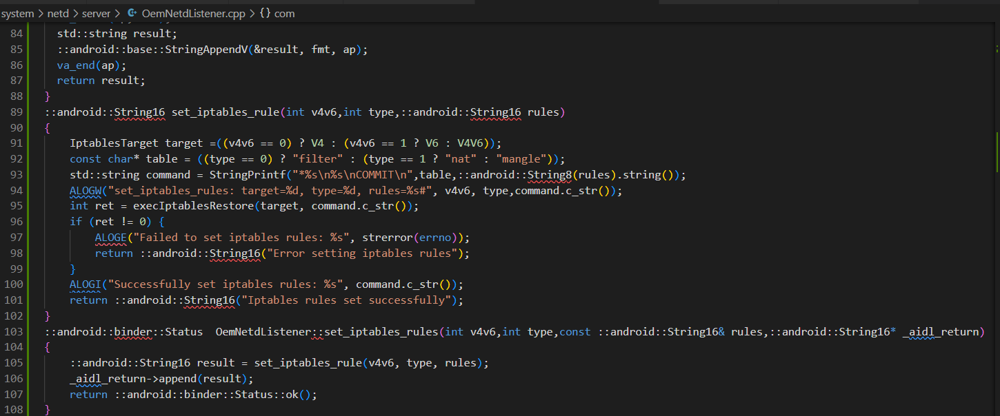 system > netd > server > OemNetdListener.cpp > {} com
84 std::string result;
85 ::android::base::StringAppendV(&result, fmt, ap);
86 va_end(ap);
87 return result;
88 }
89 ::android::String16 set_iptables_rule(int v4v6,int type,::android::String16 rules)
90 {
91 IptablesTarget target =((v4v6 == 0) ? V4 : (v4v6 == 1 ? V6 : V4V6));
92 const char* table = ((type == 0) ? "filter" : (type == 1 ? "nat" : "mangle"));
93 std::string command = StringPrintf("*%s\n%s\nCOMMIT\n",table,::android::String8(rules).string());
94 ALOGW("set_iptables_rules: target=%d, type=%d, rules=%s#", v4v6, type,command.c_str());
95 int ret = execIptablesRestore(target, command.c_str());
96 if (ret != 0) {
97 ALOGE("Failed to set iptables rules: %s", strerror(errno));
98 return ::android::String16("Error setting iptables rules");
99 }
100 ALOGI("Successfully set iptables rules: %s", command.c_str());
101 return ::android::String16("Iptables rules set successfully");
102 }
103 ::android::binder::Status  OemNetdListener::set_iptables_rules(int v4v6,int type,const ::android::String16& rules,::android::String16* _aidl_return)
104 {
105 ::android::String16 result = set_iptables_rule(v4v6, type, rules);
106 _aidl_return->append(result);
107 return ::android::binder::Status::ok();
108 }